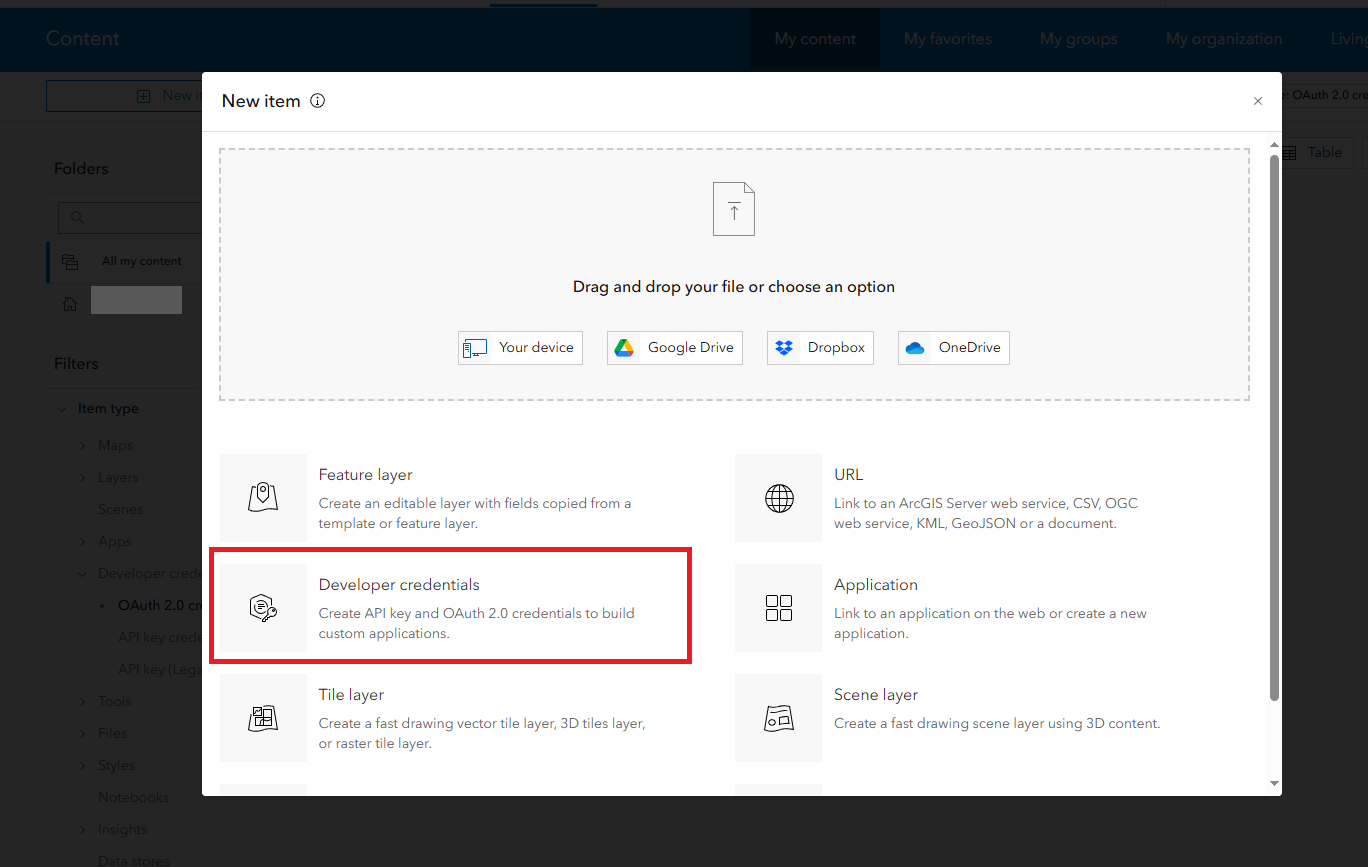 Content
My content
My favorites
My groups
My organization
Living
New it
New item
: OAuth 2.0 cre
Table
Folders
All my content
Filters
Item type
Maps
Layers
Scenes
Apps
Developer crede
OAuth 2.0 cr
API key crede
API key (Lega
Tools
Files
Styles
Notebooks
Insights
Data stores
Drag and drop your file or choose an option
Your device
Google Drive
Dropbox
OneDrive
Feature layer
Create an editable layer with fields copied from a
template or feature layer.
URL
Link to an ArcGIS Server web service, CSV, OGC
web service, KML, GeoJSON or a document.
Developer credentials
Create API key and OAuth 2.0 credentials to build
custom applications.
Application
Link to an application on the web or create a new
application.
Tile layer
Create a fast drawing vector tile layer, 3D tiles layer,
or raster tile layer.
Scene layer
Create a fast drawing scene layer using 3D content.